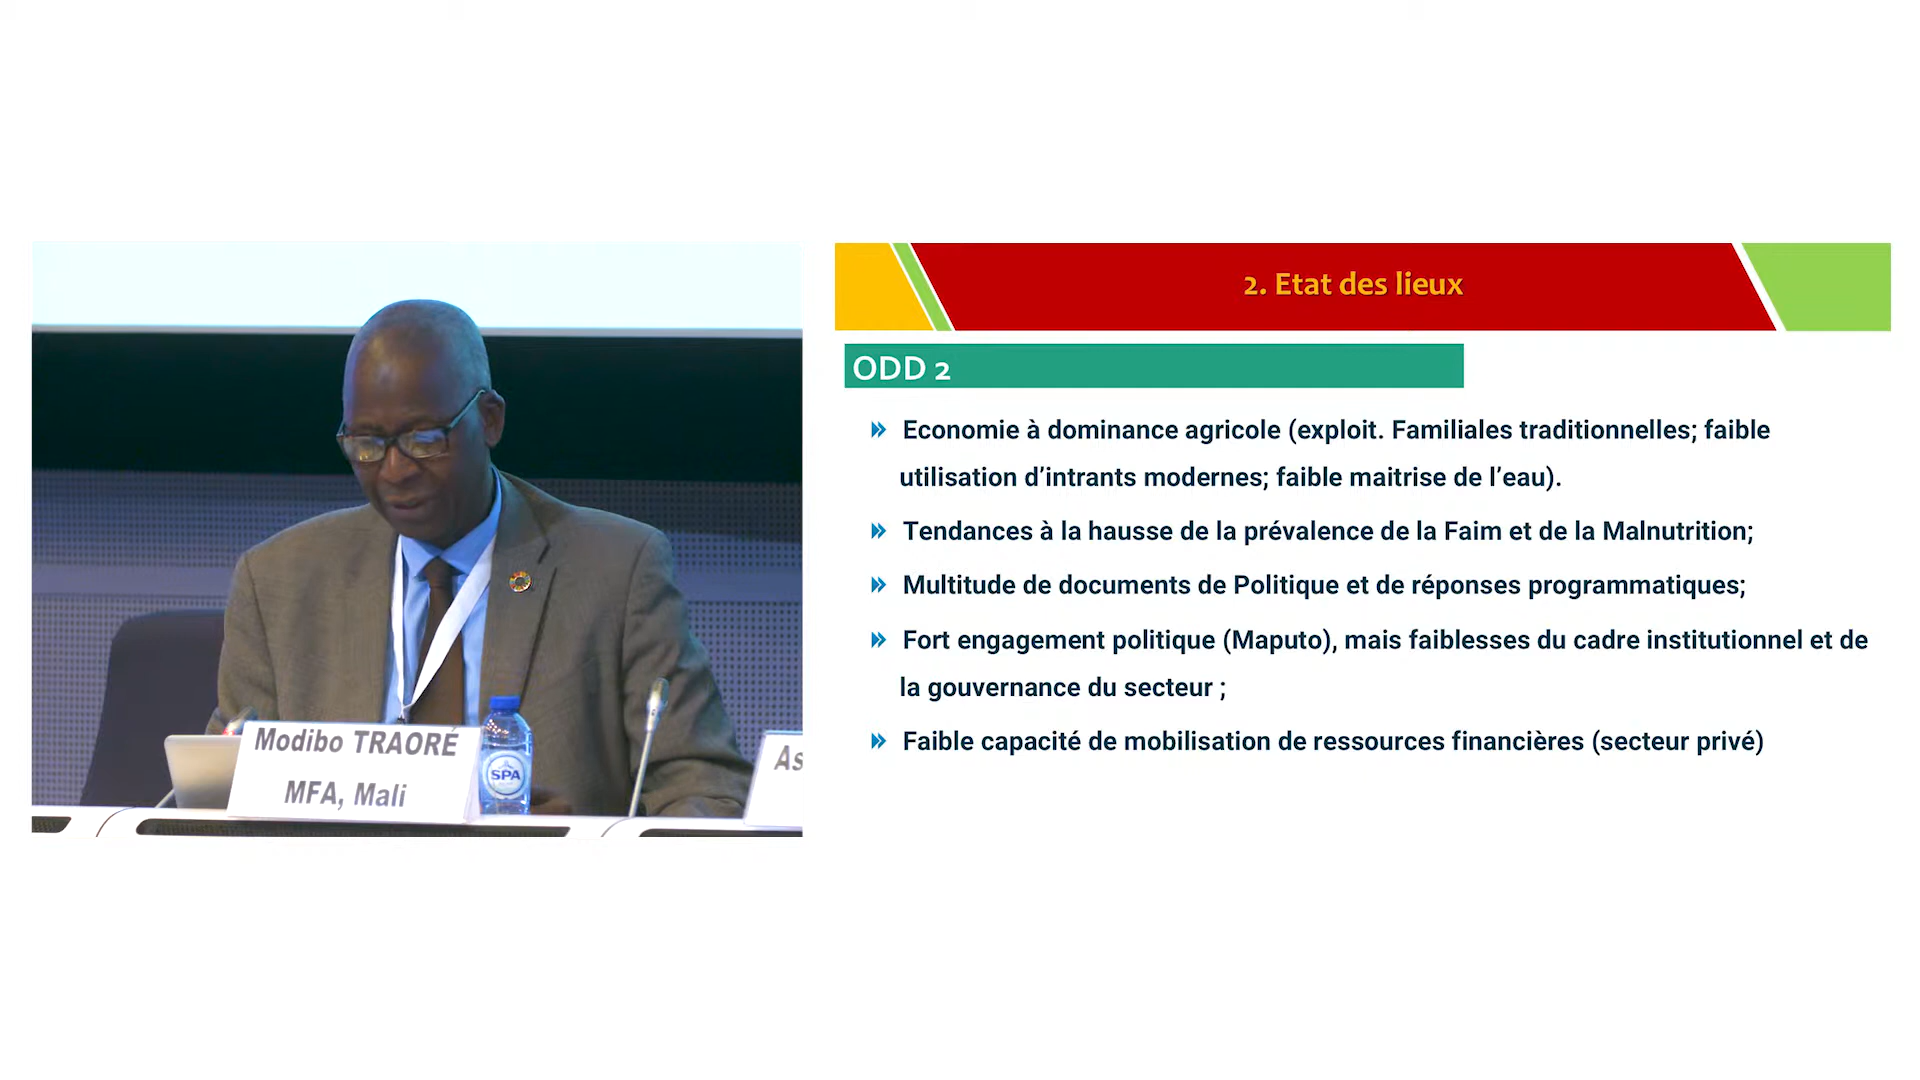 Modibo TRAORÉ
MFA, Mali
SPA
As
2. Etat des lieux
ODD 2
Economie à dominance agricole (exploit. Familiales traditionnelles; faible
utilisation d’intrants modernes; faible maitrise de l’eau).
Tendances à la hausse de la prévalence de la Faim et de la Malnutrition;
Multitude de documents de Politique et de réponses programmatiques;
Fort engagement politique (Maputo), mais faiblesses du cadre institutionnel et de
la gouvernance du secteur ;
Faible capacité de mobilisation de ressources financières (secteur privé)